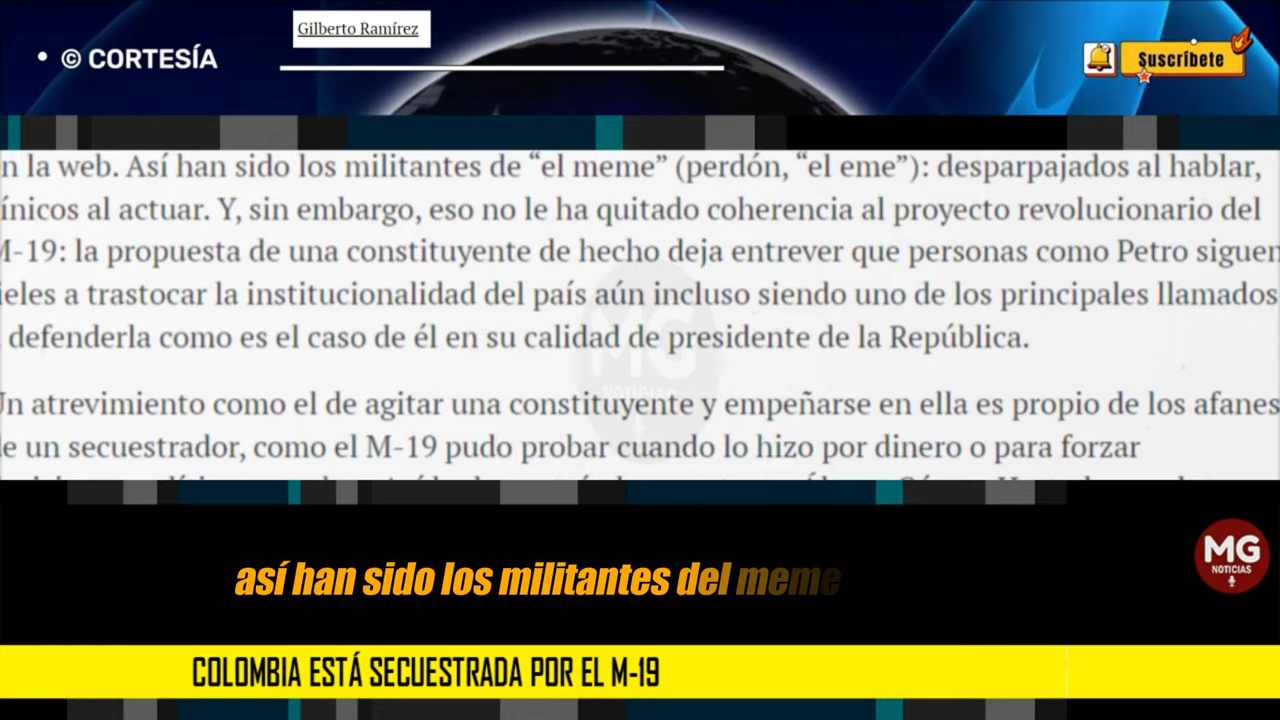 Gilberto Ramírez
• © CORTESÍA
Suscríbete
n la web. Así han sido los militantes de “el meme” (perdón, “el eme”): desparpajados al hablar,
ínicos al actuar. Y, sin embargo, eso no le ha quitado coherencia al proyecto revolucionario del
M-19: la propuesta de una constituyente de hecho deja entrever que personas como Petro siguen
ieles a trastocar la institucionalidad del país aún incluso siendo uno de los principales llamados
defenderla como es el caso de él en su calidad de presidente de la República.
Un atrevimiento como el de agitar una constituyente y empeñarse en ella es propio de los afanes
de un secuestrador, como el M-19 pudo probar cuando lo hizo por dinero o para forzar
MG
NOTICIAS
así han sido los militantes del meme
MG
NOTICIAS
COLOMBIA ESTÁ SECUESTRADA POR EL M-19